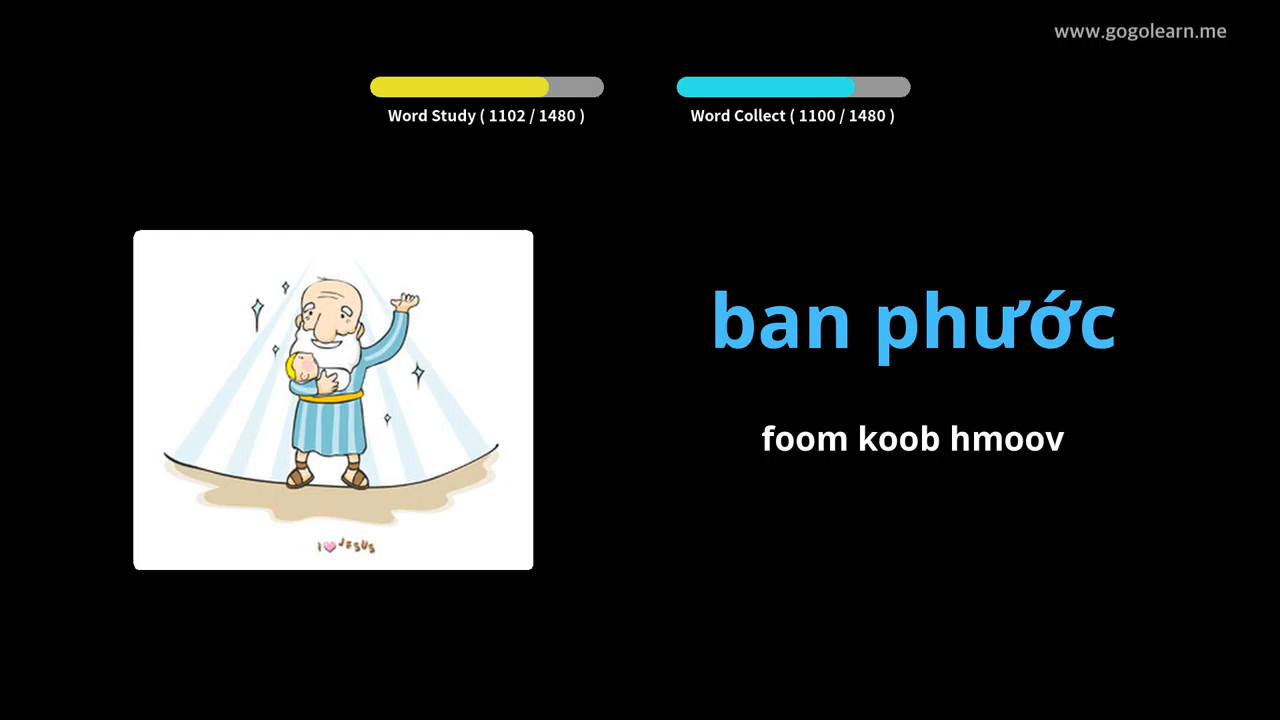 www.gogolearn.me
Word Study ( 1102 / 1480 )
Word Collect ( 1100 / 1480 )
ban phước
foom koob hmoov
I JESUS